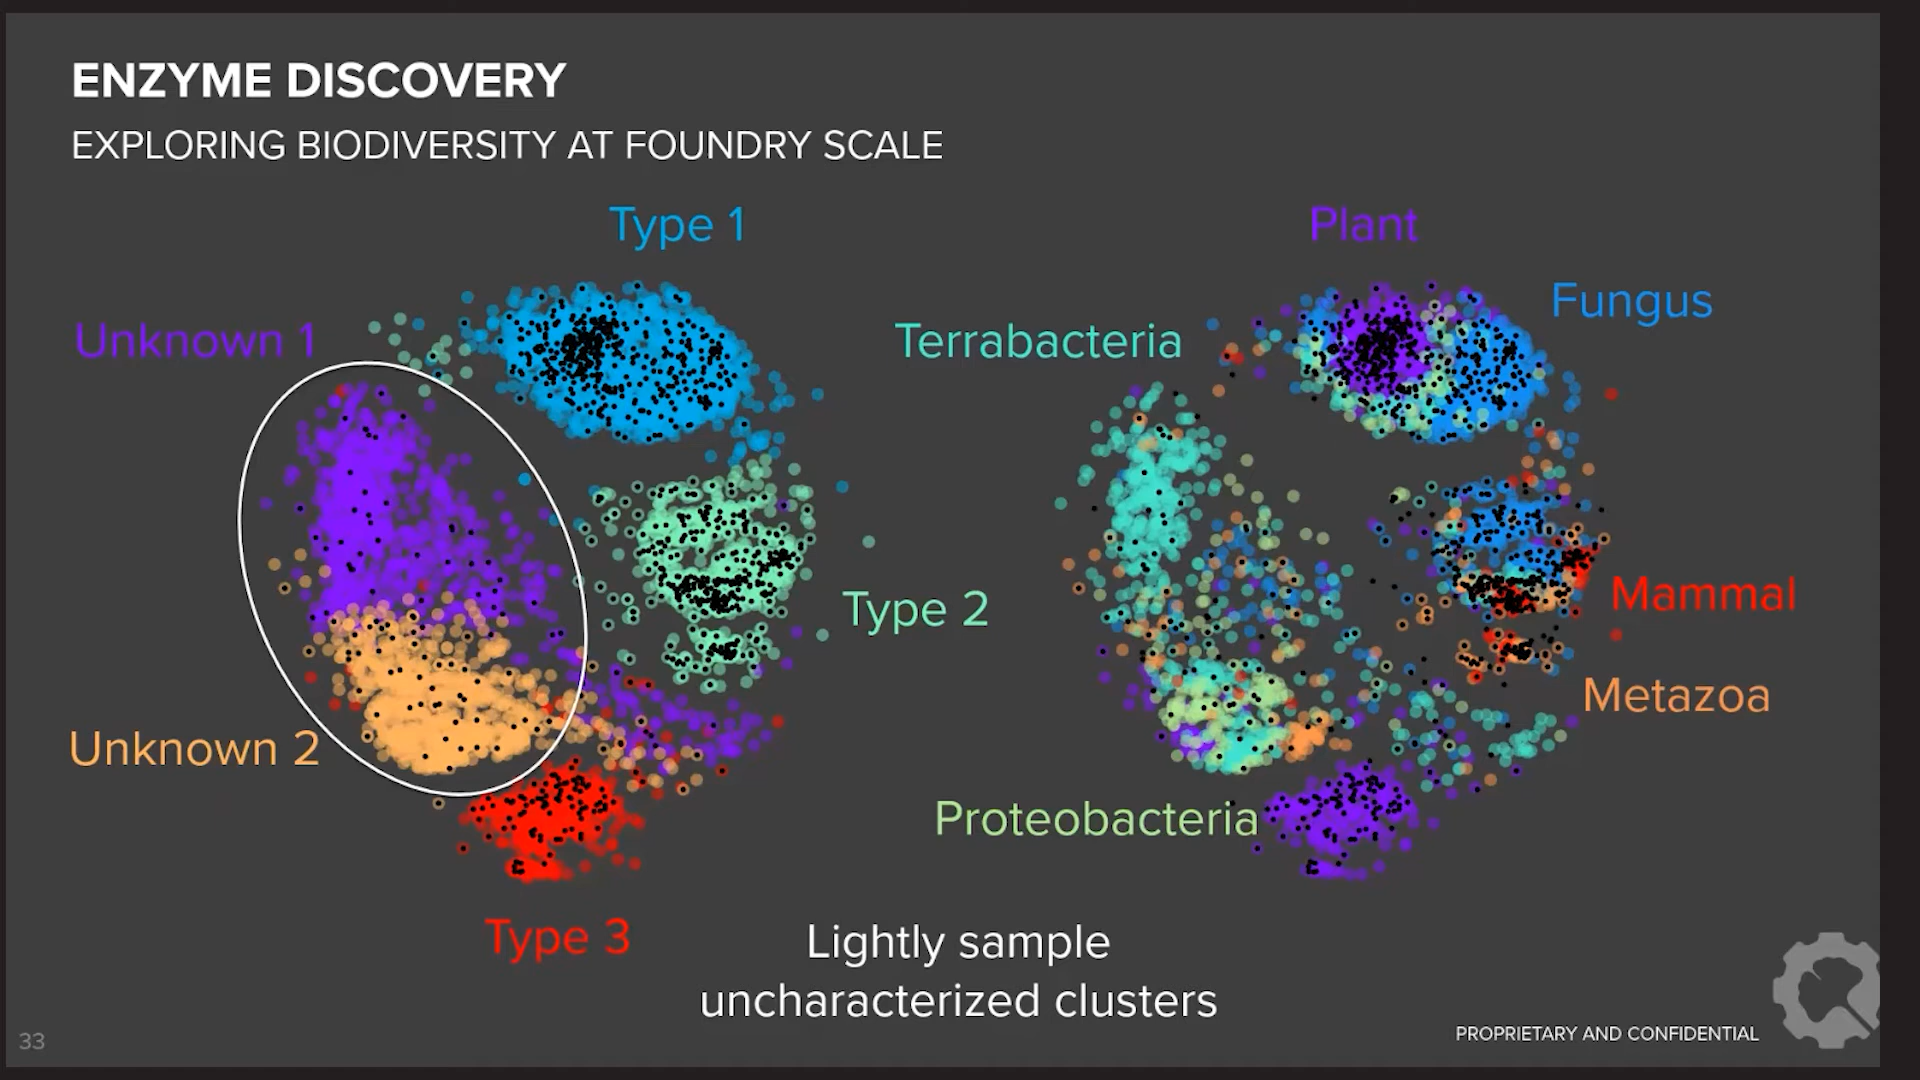 ENZYME DISCOVERY
EXPLORING BIODIVERSITY AT FOUNDRY SCALE
Type 1
Unknown 1
Type 2
Unknown 2
Type 3
Plant
Fungus
Terrabacteria
Mammal
Metazoa
Proteobacteria
Lightly sample
uncharacterized clusters
33
PROPRIETARY AND CONFIDENTIAL